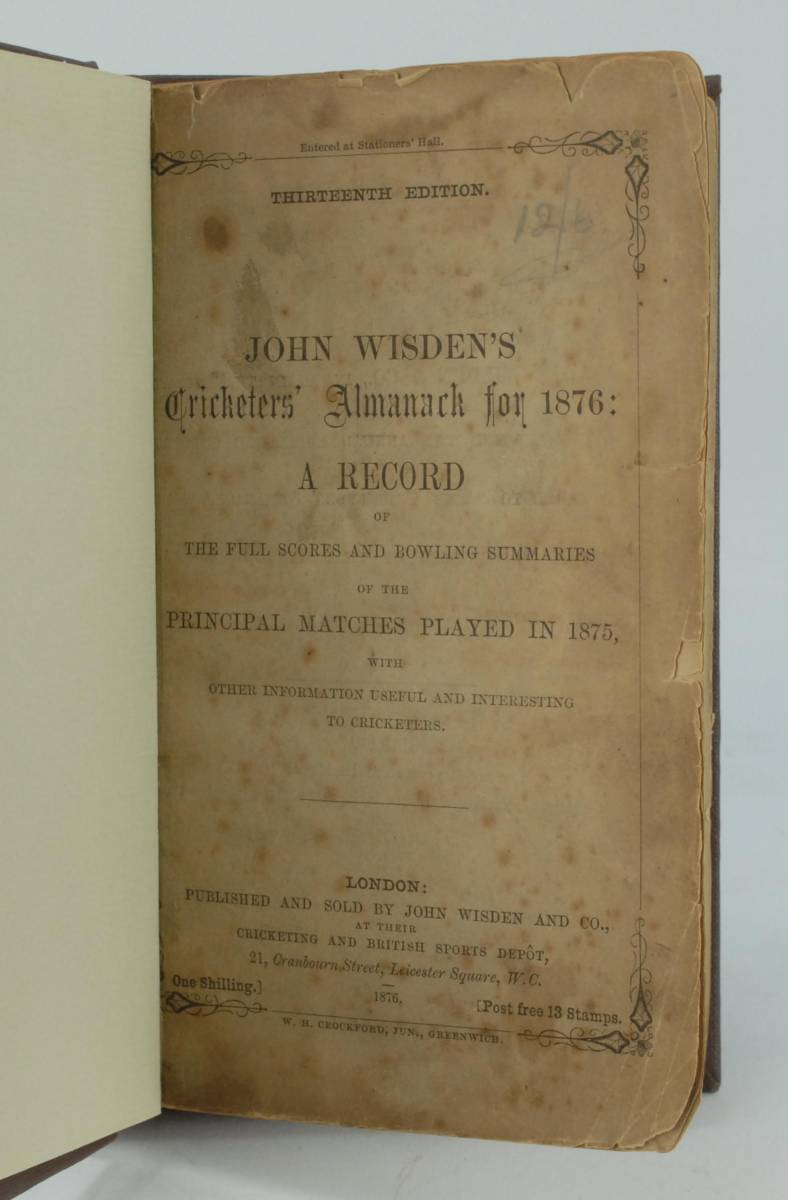 Entered at Stationers' Hall.
THIRTEENTH EDITION.
JOHN WISDEN'S
Cricketers' Almanack for 1876:
A RECORD
OF
THE FULL SCORES AND BOWLING SUMMARIES
OF THE
PRINCIPAL MATCHES PLAYED IN 1875,
WITH
OTHER INFORMATION USEFUL AND INTERESTING
TO CRICKETERS.
LONDON:
PUBLISHED AND SOLD BY JOHN WISDEN AND CO.,
AT THEIR
CRICKETING AND BRITISH SPORTS DEPÔT,
21, Cranbourn Street, Leicester Square, W.C.
1876.
One Shilling.] [Post free 13 Stamps.
W. H. CROCKFORD, JUN., GREENWICH.